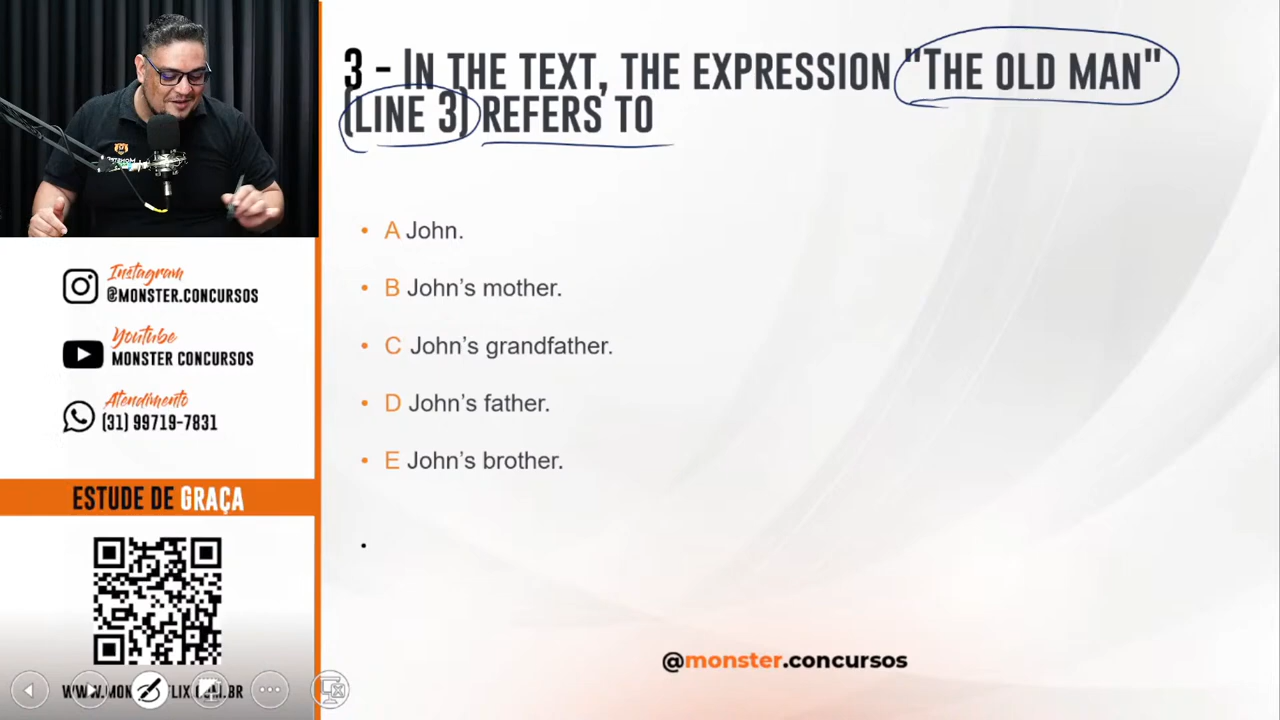 3 - IN THE TEXT, THE EXPRESSION "THE OLD MAN"
(LINE 3) REFERS TO
• A John.
• B John's mother.
• C John's grandfather.
• D John's father.
• E John's brother.
Instagram
@MONSTER.CONCURSOS
Youtube
MONSTER CONCURSOS
Atendimento
(31) 99719-7831
ESTUDE DE GRAÇA
@monster.concursos